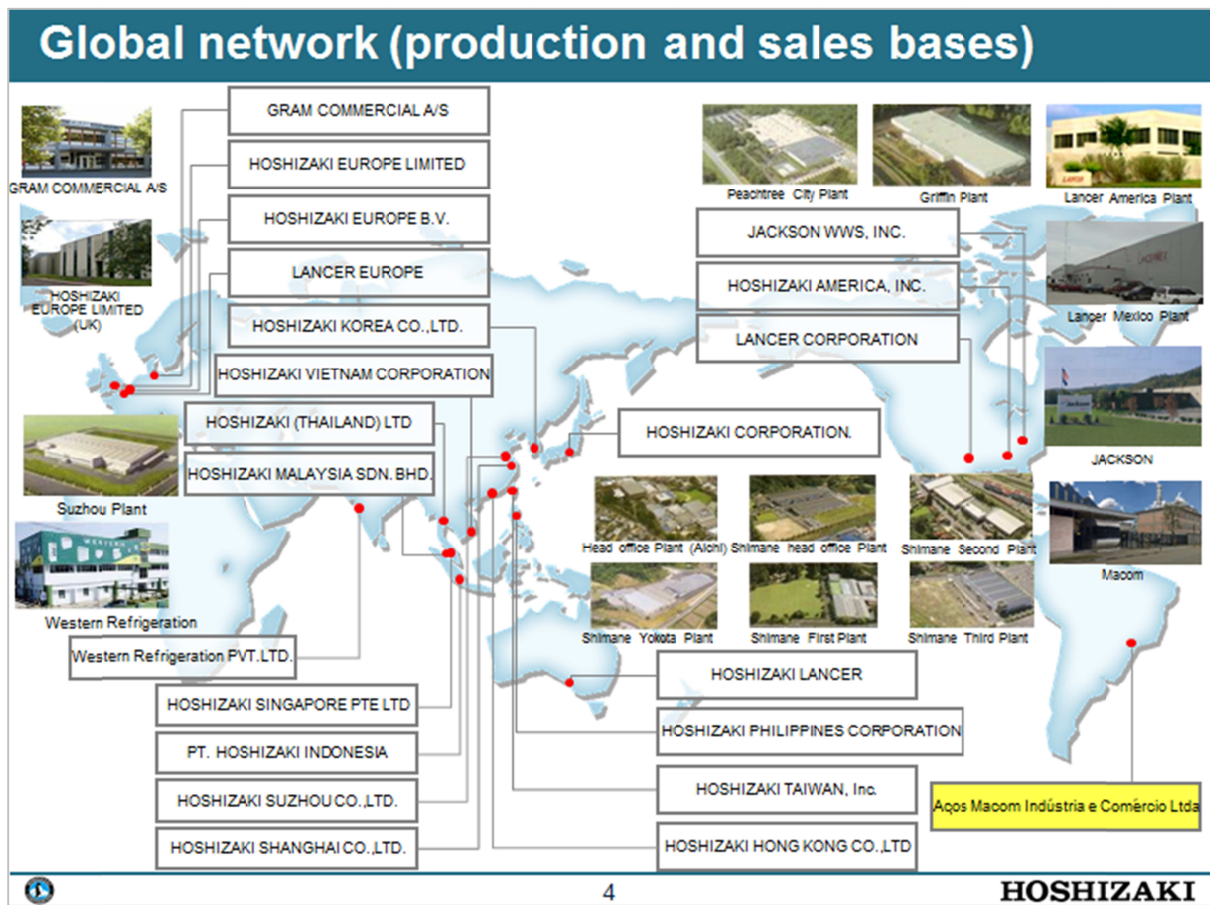 Global network (production and sales bases)
GRAM COMMERCIAL A/S
HOSHIZAKI EUROPE LIMITED
HOSHIZAKI EUROPE B.V.
LANCER EUROPE
HOSHIZAKI KOREA CO.,LTD.
HOSHIZAKI VIETNAM CORPORATION
HOSHIZAKI (THAILAND) LTD
HOSHIZAKI MALAYSIA SDN. BHD.
GRAM COMMERCIAL A/S
HOSHIZAKI
EUROPE LIMITED
(UK)
Suzhou Plant
Western Refrigeration
Western Refrigeration PVT.LTD.
HOSHIZAKI SINGAPORE PTE LTD
PT. HOSHIZAKI INDONESIA
HOSHIZAKI SUZHOU CO.,LTD.
HOSHIZAKI SHANGHAI CO.,LTD.
Peachtree City Plant
Griffin Plant
LANCER
Lancer America Plant
JACKSON WWS, INC.
HOSHIZAKI AMERICA, INC.
LANCER CORPORATION
Lancer Mexico Plant
Jackson
JACKSON
Macom
HOSHIZAKI CORPORATION.
Head office Plant (Aichi)
Shimane head office Plant
Shimane Second Plant
Shimane Yokota Plant
Shimane First Plant
Shimane Third Plant
HOSHIZAKI LANCER
HOSHIZAKI PHILIPPINES CORPORATION
HOSHIZAKI TAIWAN, Inc.
HOSHIZAKI HONG KONG CO.,LTD
Aços Macom Indústria e Comércio Ltda
4
HOSHIZAKI